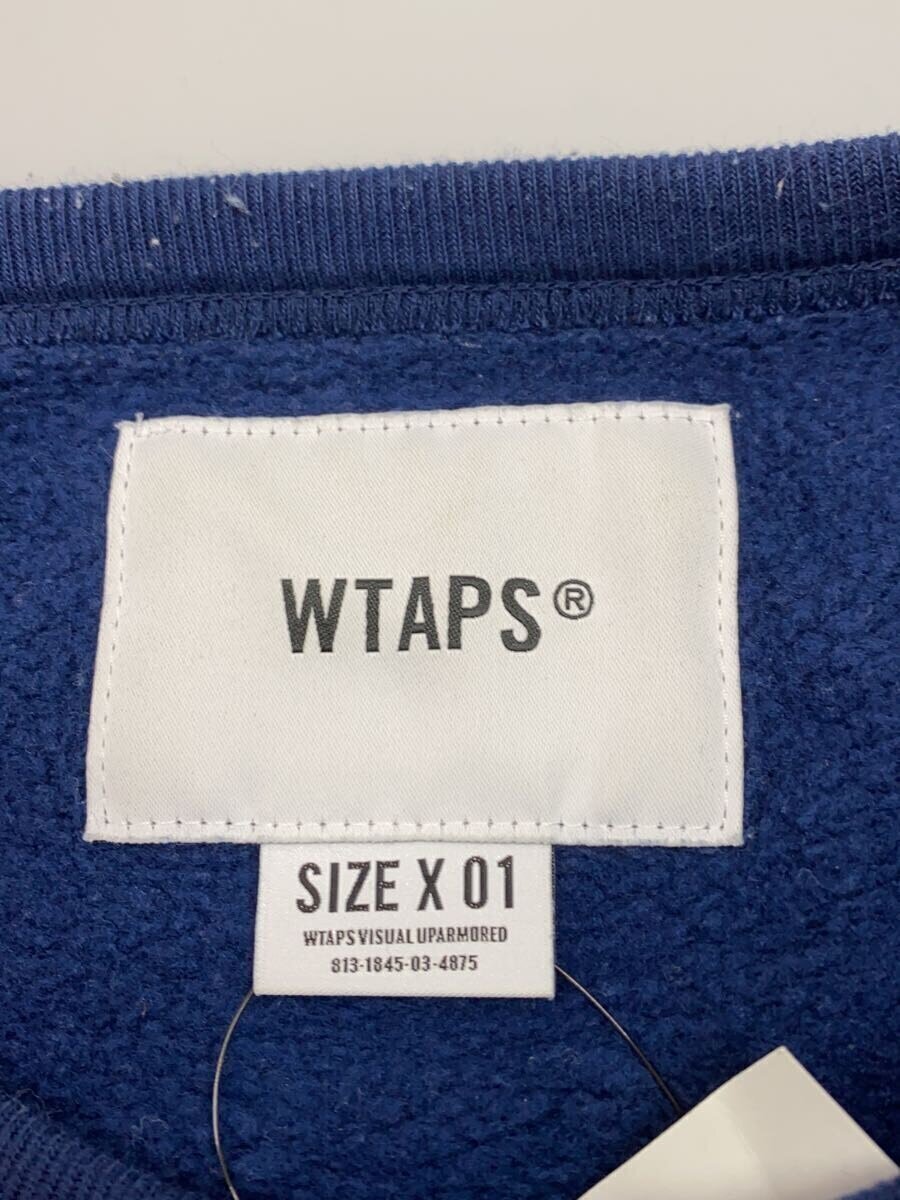 WTAPS®
SIZE X 01
WTAPS VISUAL UPARMORED
813-1845-03-4875